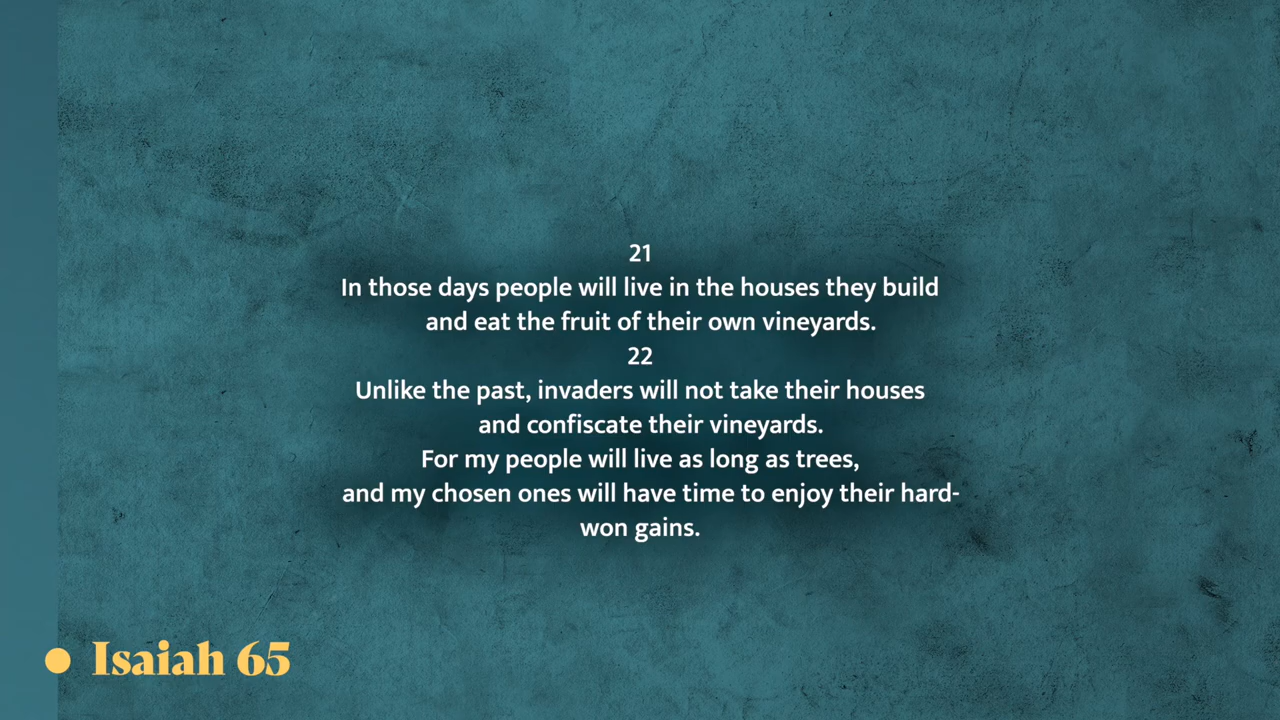 21
In those days people will live in the houses they build
and eat the fruit of their own vineyards.
22
Unlike the past, invaders will not take their houses
and confiscate their vineyards.
For my people will live as long as trees,
and my chosen ones will have time to enjoy their hard-
won gains.
Isaiah 65